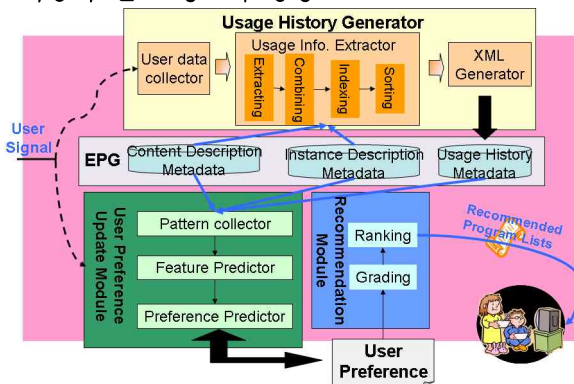 Usage History Generator
User data
collector
Usage Info. Extractor
Extracting
Combining
Indexing
Sorting
XML
Generator
User
Signal
EPG
Content Description
Metadata
Instance Description
Metadata
Usage History
Metadata
User Preference
Update Module
Pattern collector
Feature Predictor
Preference Predictor
Recommendation
Module
Ranking
Grading
Recommended
Program Lists
User
Preference